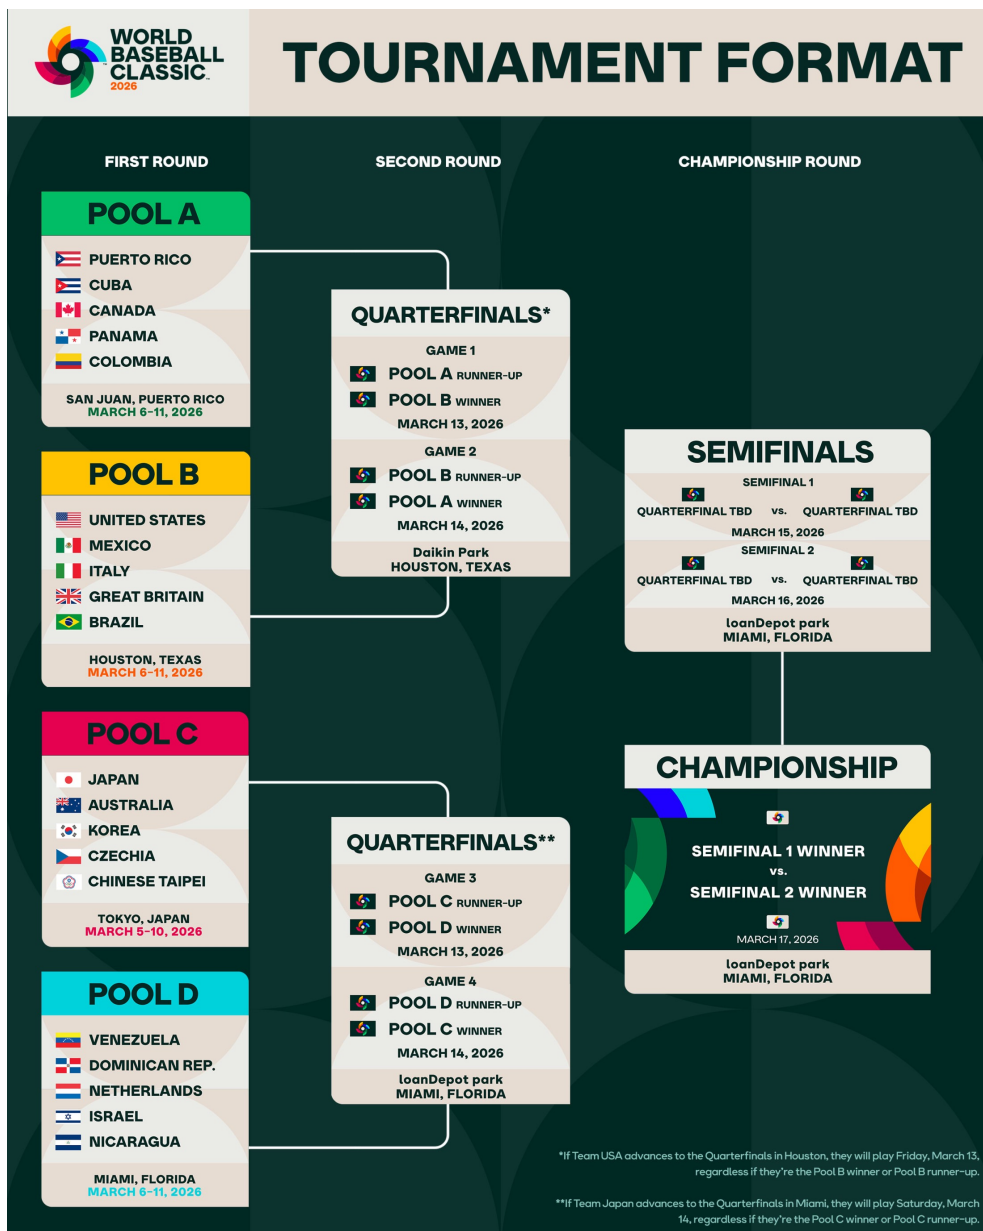 WORLD
BASEBALL
CLASSIC™
2026
TOURNAMENT FORMAT
FIRST ROUND
SECOND ROUND
CHAMPIONSHIP ROUND
POOL A
PUERTO RICO
CUBA
CANADA
PANAMA
COLOMBIA
SAN JUAN, PUERTO RICO
MARCH 6-11, 2026
POOL B
UNITED STATES
MEXICO
ITALY
GREAT BRITAIN
BRAZIL
HOUSTON, TEXAS
MARCH 6-11, 2026
POOL C
JAPAN
AUSTRALIA
KOREA
CZECHIA
CHINESE TAIPEI
TOKYO, JAPAN
MARCH 5-10, 2026
POOL D
VENEZUELA
DOMINICAN REP.
NETHERLANDS
ISRAEL
NICARAGUA
MIAMI, FLORIDA
MARCH 6-11, 2026
QUARTERFINALS*
GAME 1
POOL A RUNNER-UP
POOL B WINNER
MARCH 13, 2026
GAME 2
POOL B RUNNER-UP
POOL A WINNER
MARCH 14, 2026
Daikin Park
HOUSTON, TEXAS
QUARTERFINALS**
GAME 3
POOL C RUNNER-UP
POOL D WINNER
MARCH 13, 2026
GAME 4
POOL D RUNNER-UP
POOL C WINNER
MARCH 14, 2026
loanDepot park
MIAMI, FLORIDA
SEMIFINALS
SEMIFINAL 1
QUARTERFINAL TBD vs. QUARTERFINAL TBD
MARCH 15, 2026
SEMIFINAL 2
QUARTERFINAL TBD vs. QUARTERFINAL TBD
MARCH 16, 2026
loanDepot park
MIAMI, FLORIDA
CHAMPIONSHIP
SEMIFINAL 1 WINNER
vs.
SEMIFINAL 2 WINNER
MARCH 17, 2026
loanDepot park
MIAMI, FLORIDA
*If Team USA advances to the Quarterfinals in Houston, they will play Friday, March 13,
regardless if they're the Pool B winner or Pool B runner-up.
**If Team Japan advances to the Quarterfinals in Miami, they will play Saturday, March
14, regardless if they're the Pool C winner or Pool C runner-up.